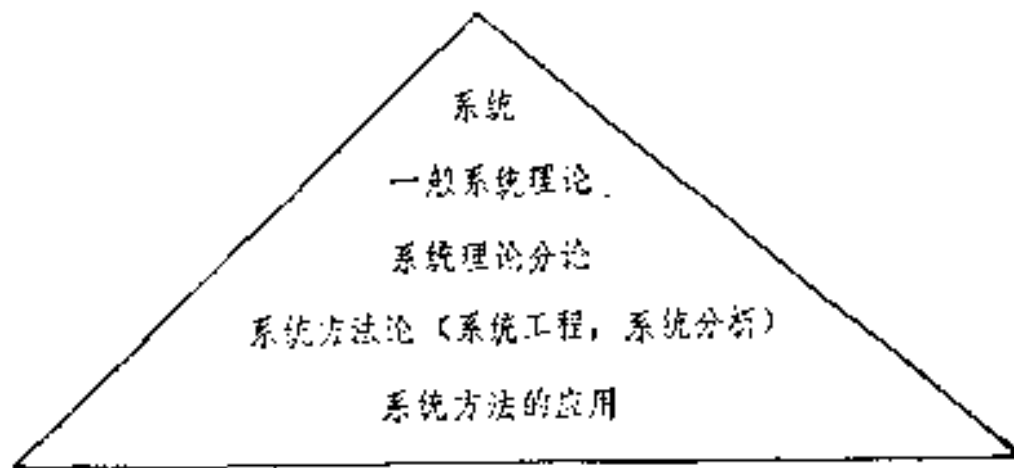 系统
一般系统理论
系统理论分论
系统方法论（系统工程，系统分析）
系统方法的应用